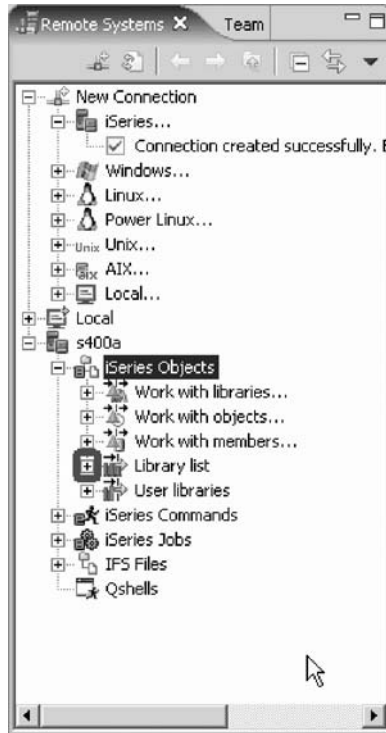 Remote Systems Team
New Connection
iSeries...
Connection created successfully. E
Windows...
Linux...
Power Linux...
Unix Unix...
aix AIX...
Local...
Local
s400a
iSeries Objects
Work with libraries...
Work with objects...
Work with members...
Library list
User libraries
iSeries Commands
iSeries Jobs
IFS Files
Qshells